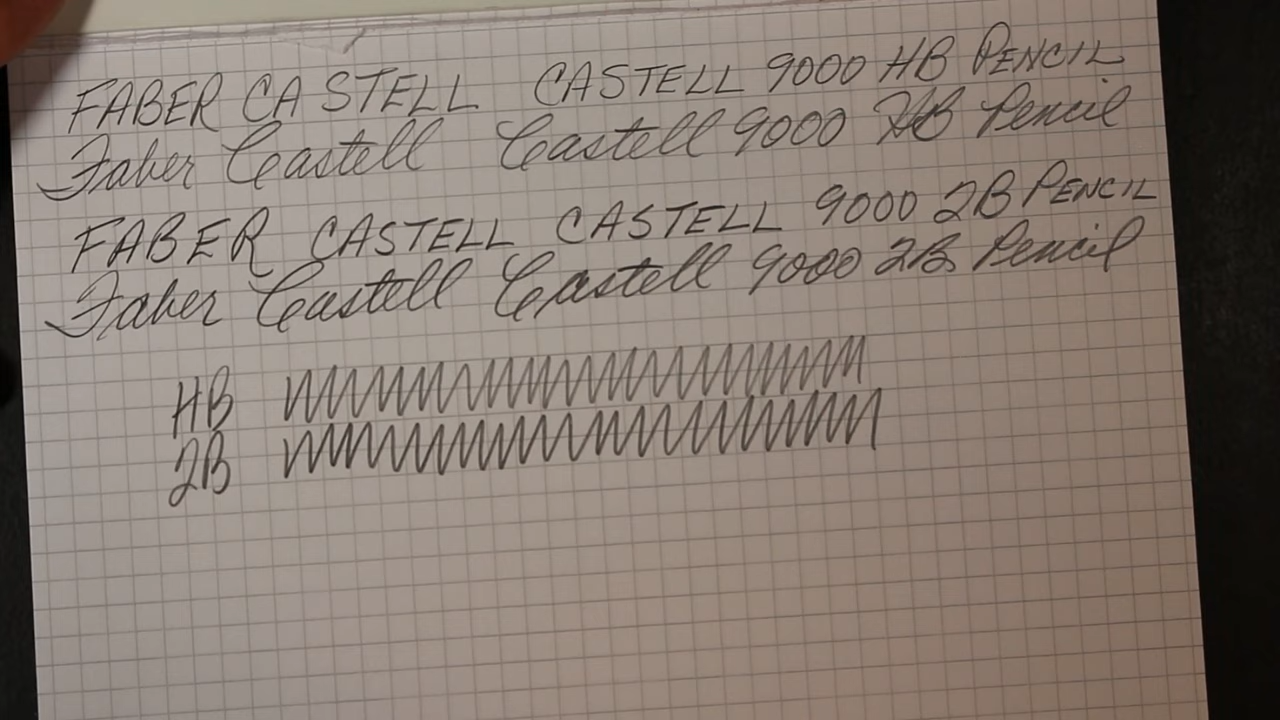 FABER CASTELL CASTELL 9000 HB PENCIL
Faber Castell Castell 9000 HB Pencil
FABER CASTELL CASTELL 9000 2B PENCIL
Faber Castell Castell 9000 2B Pencil
HB
2B